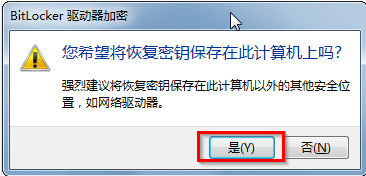 BitLocker 驱动器加密
您希望将恢复密钥保存在此计算机上吗?
强烈建议将恢复密钥保存在此计算机以外的其他安全位
置，如网络驱动器。
是(Y) 否(N)